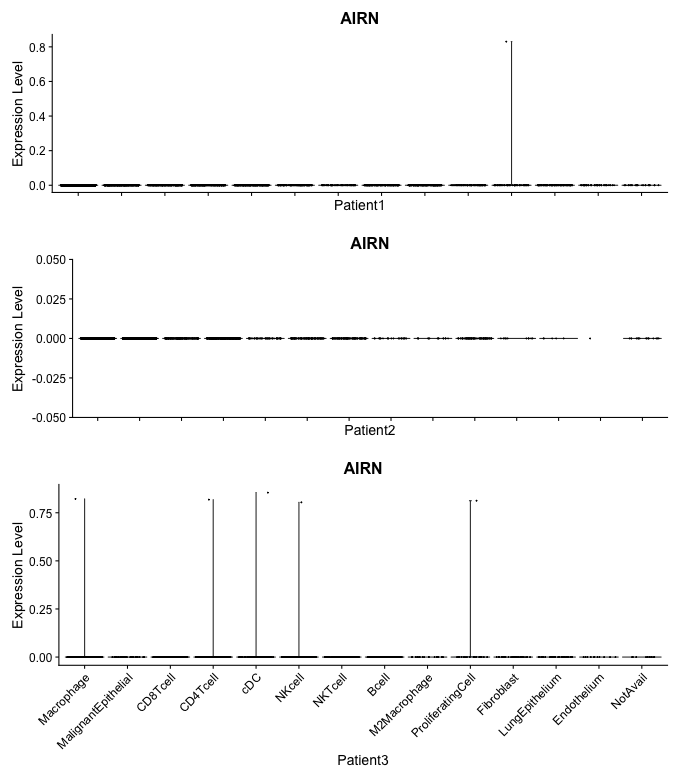 AIRN
Expression Level
0.8
0.6
0.4
0.2
0.0
Patient1
AIRN
Expression Level
0.050
0.025
0.000
-0.025
-0.050
Patient2
AIRN
Expression Level
0.75
0.50
0.25
0.00
Macrophage
MalignantEpithelial
CD8Tcell
CD4Tcell
cDC
NKcell
NKTcell
Bcell
M2Macrophage
ProliferatingCell
Fibroblast
LungEpithelium
Endothelium
NotAvail
Patient3